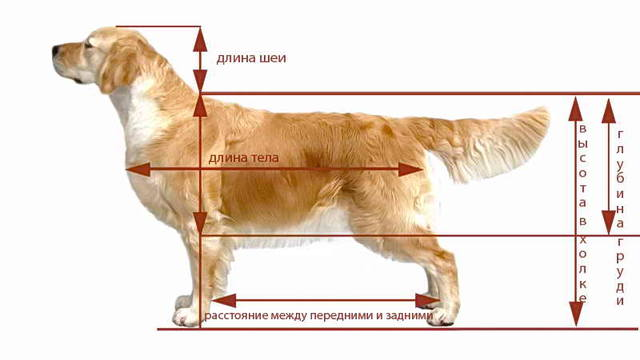 длина шеи
длина тела
высота в холке
глубина груди
расстояние между передними и задними